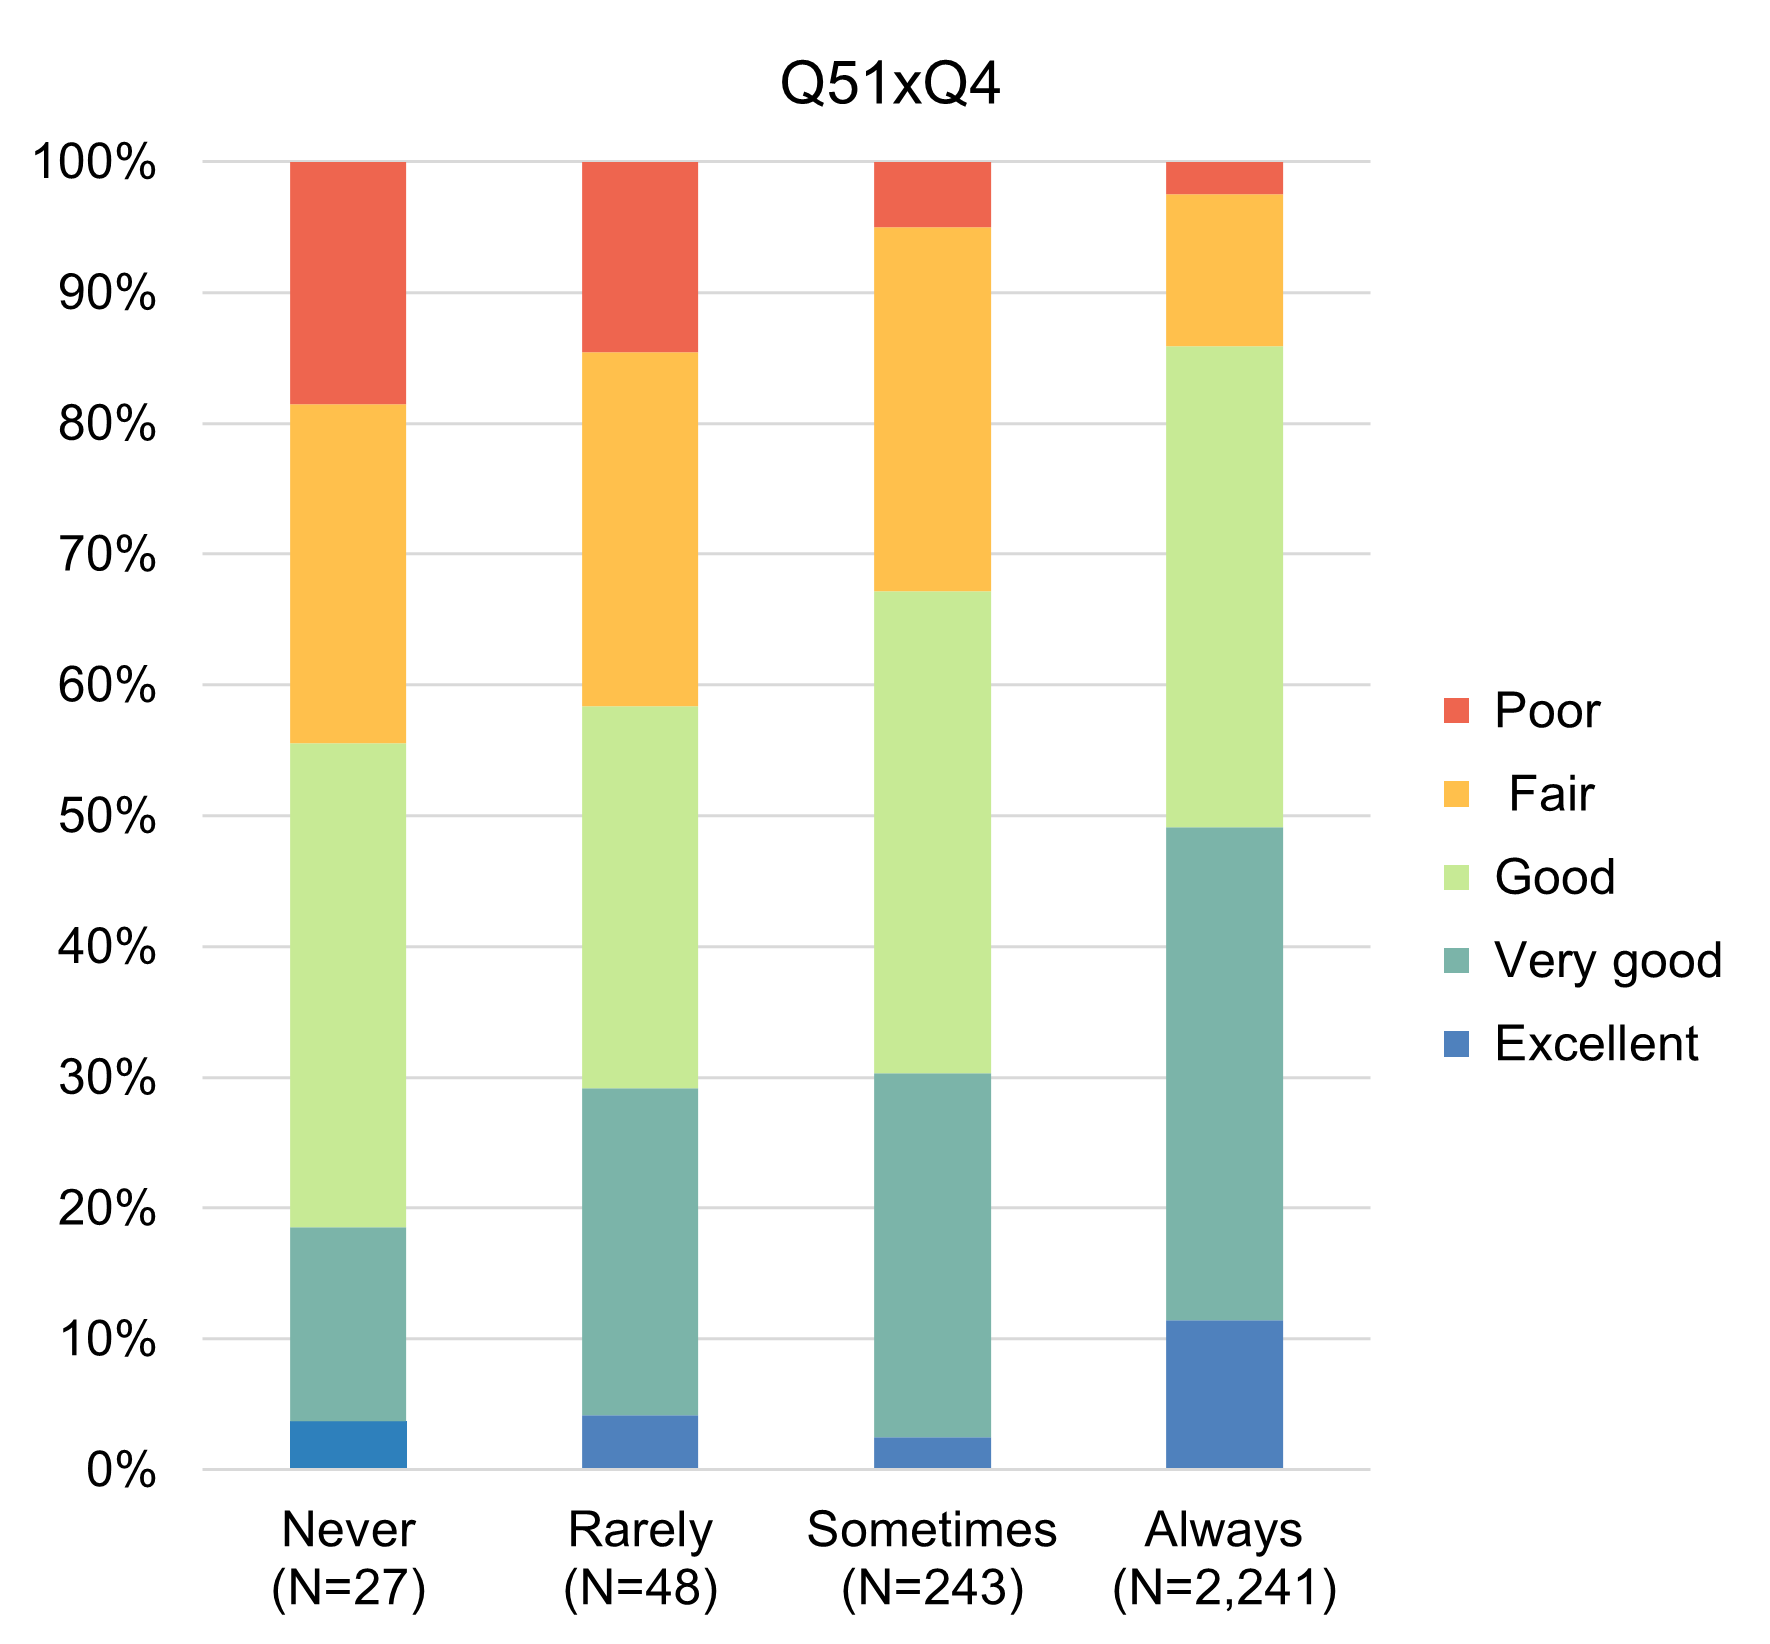 Q51xQ4
100%
90%
80%
70%
60%
50%
40%
30%
20%
10%
0%
Never
(N=27)
Rarely
(N=48)
Sometimes
(N=243)
Always
(N=2,241)
Poor
Fair
Good
Very good
Excellent